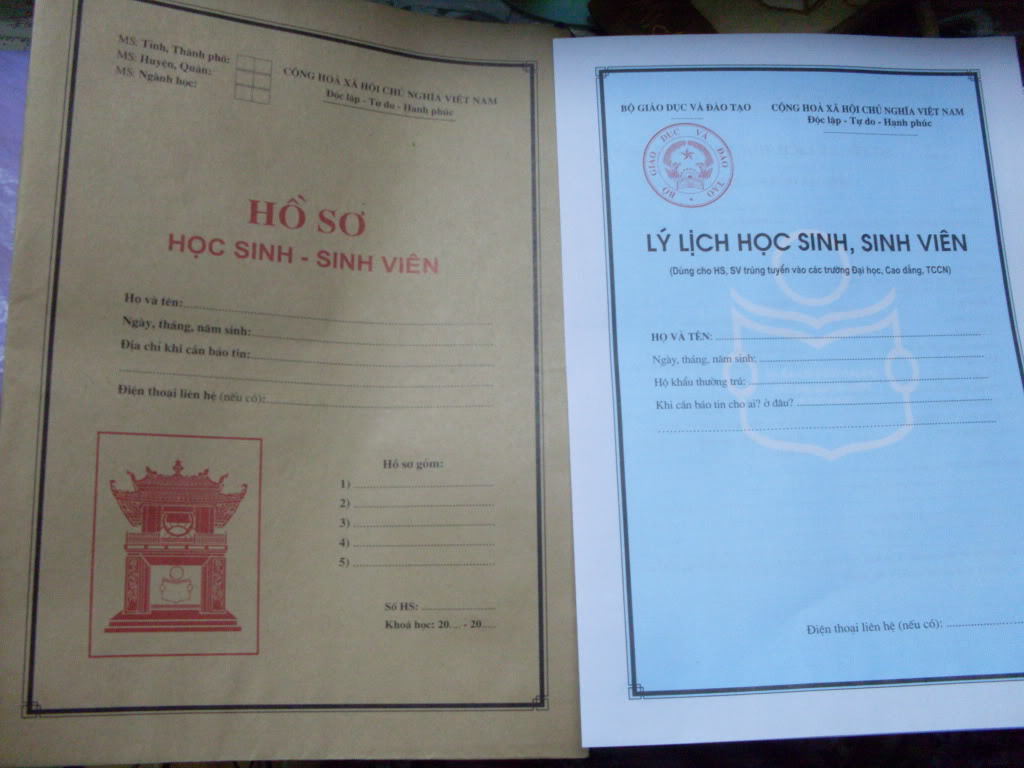 MS: Tỉnh, Thành phố:
MS: Huyện, Quận:
MS: Ngành học:
CỘNG HOÀ XÃ HỘI CHỦ NGHĨA VIỆT NAM
Độc lập - Tự do - Hạnh phúc
HỒ SƠ
HỌC SINH - SINH VIÊN
Họ và tên:
Ngày, tháng, năm sinh:
Địa chỉ khi cần báo tin:
Điện thoại liên hệ (nếu có):
Hồ sơ gồm:
1)
2)
3)
4)
5)
Số HS:
Khoá học: 20.... - 20.....
BỘ GIÁO DỤC VÀ ĐÀO TẠO
CỘNG HOÀ XÃ HỘI CHỦ NGHĨA VIỆT NAM
Độc lập - Tự do - Hạnh phúc
BỘ GIÁO DỤC VÀ ĐÀO TẠO
LÝ LỊCH HỌC SINH, SINH VIÊN
(Dùng cho HS, SV trúng tuyển vào các trường Đại học, Cao đẳng, TCCN)
HỌ VÀ TÊN:
Ngày, tháng, năm sinh:
Hộ khẩu thường trú:
Khi cần báo tin cho ai? ở đâu?
Điện thoại liên hệ (nếu có):